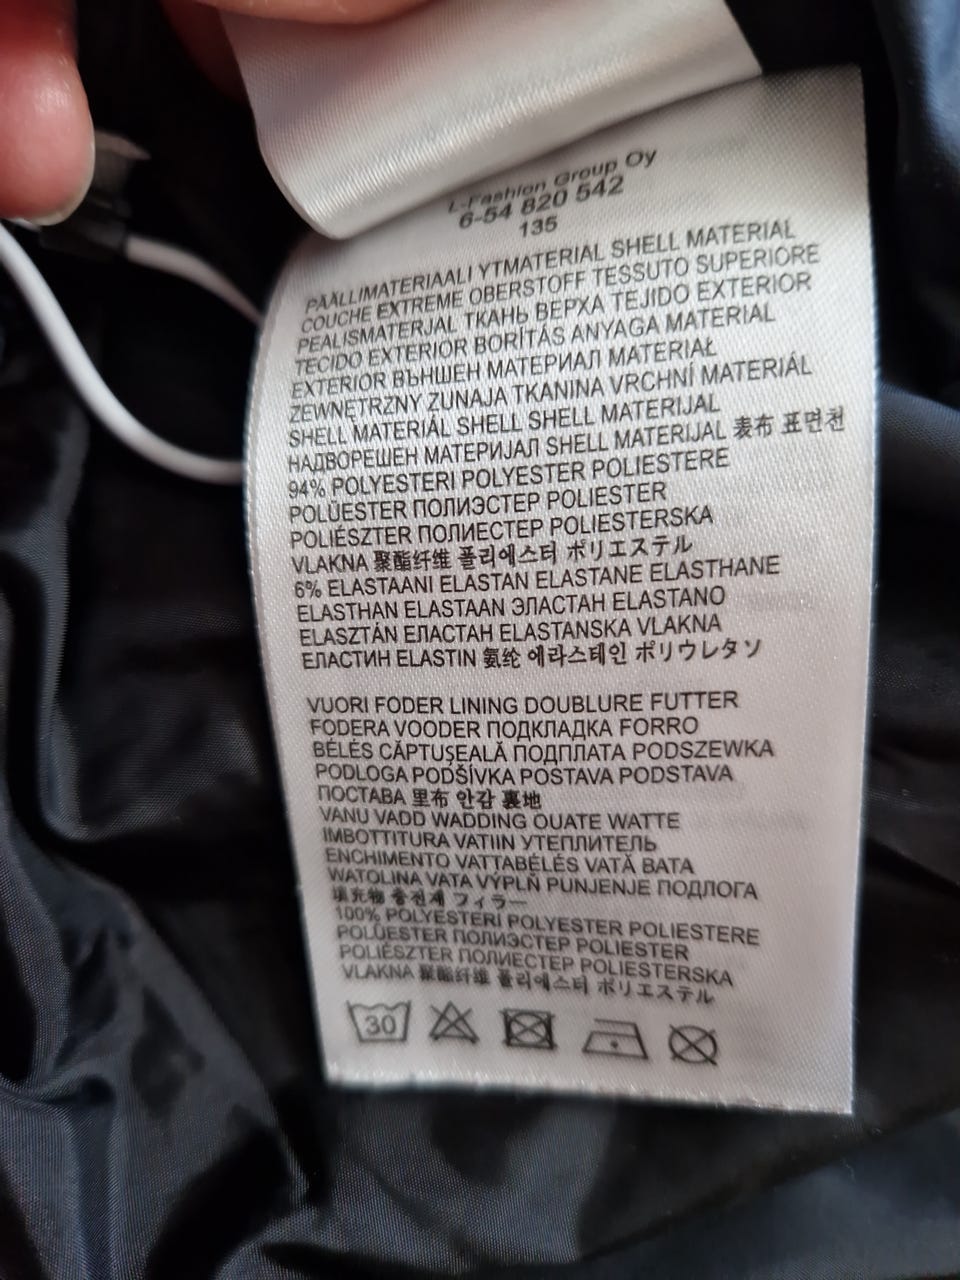 L-Fashion Group Oy
6-54 820 542
135
PÄÄLLIMATERIAALI YTMATERIAL SHELL MATERIAL
COUCHE EXTREME OBERSTOFF TESSUTO SUPERIORE
PEALISMATERJAL ТКАНЬ ВЕРХА TEJIDO EXTERIOR
TECIDO EXTERIOR BORÍTÁS ANYAGA MATERIAL
EXTERIOR ВЪНШЕН МАТЕРИАЛ MATERIAŁ
ZEWNĘTRZNY ZUNAJA TKANINA VRCHNÍ MATERIÁL
SHELL MATERIÁL SHELL SHELL MATERIJAL
НАДВОРЕШЕН МАТЕРИЈАЛ SHELL MATERIJAL 表布 표면천
94% POLYESTERI POLYESTER POLIESTERE
POLÜESTER ПОЛИЭСТЕР POLIESTER
POLIÉSZTER ПОЛИЕСТЕР POLIESTERSKA
VLAKNA 聚酯纤维 폴리에스터 ポリエステル
6% ELASTAANI ELASTAN ELASTANE ELASTHANE
ELASTHAN ELASTAAN ЭЛАСТАН ELASTANO
ELASZTÁN ЕЛАСТАН ELASTANSKA VLAKNA
ЕЛАСТИН ELASTIN 氨纶 에라스테인 ポリウレタソ
VUORI FODER LINING DOUBLURE FUTTER
FODERA VOODER ПОДКЛАДКА FORRO
BÉLÉS CĂPTUŞEALĂ ПОДПЛАТА PODSZEWKA
PODLOGA PODŠÍVKA POSTAVA PODSTAVA
ПОСТАВА 里布 안감 裏地
VANU VADD WADDING OUATE WATTE
IMBOTTITURA VATIIN УТЕПЛИТЕЛЬ
ENCHIMENTO VATTABÉLÉS VATĂ ВАТА
WATOLINA VATA VÝPLŇ PUNJENJE ПОДЛОГА
填充物 충전재 フィラー
100% POLYESTERI POLYESTER POLIESTERE
POLÜESTER ПОЛИЭСТЕР POLIESTER
POLIÉSZTER ПОЛИЕСТЕР POLIESTERSKA
VLAKNA 聚酯纤维 폴리에스터 ポリエステル
30